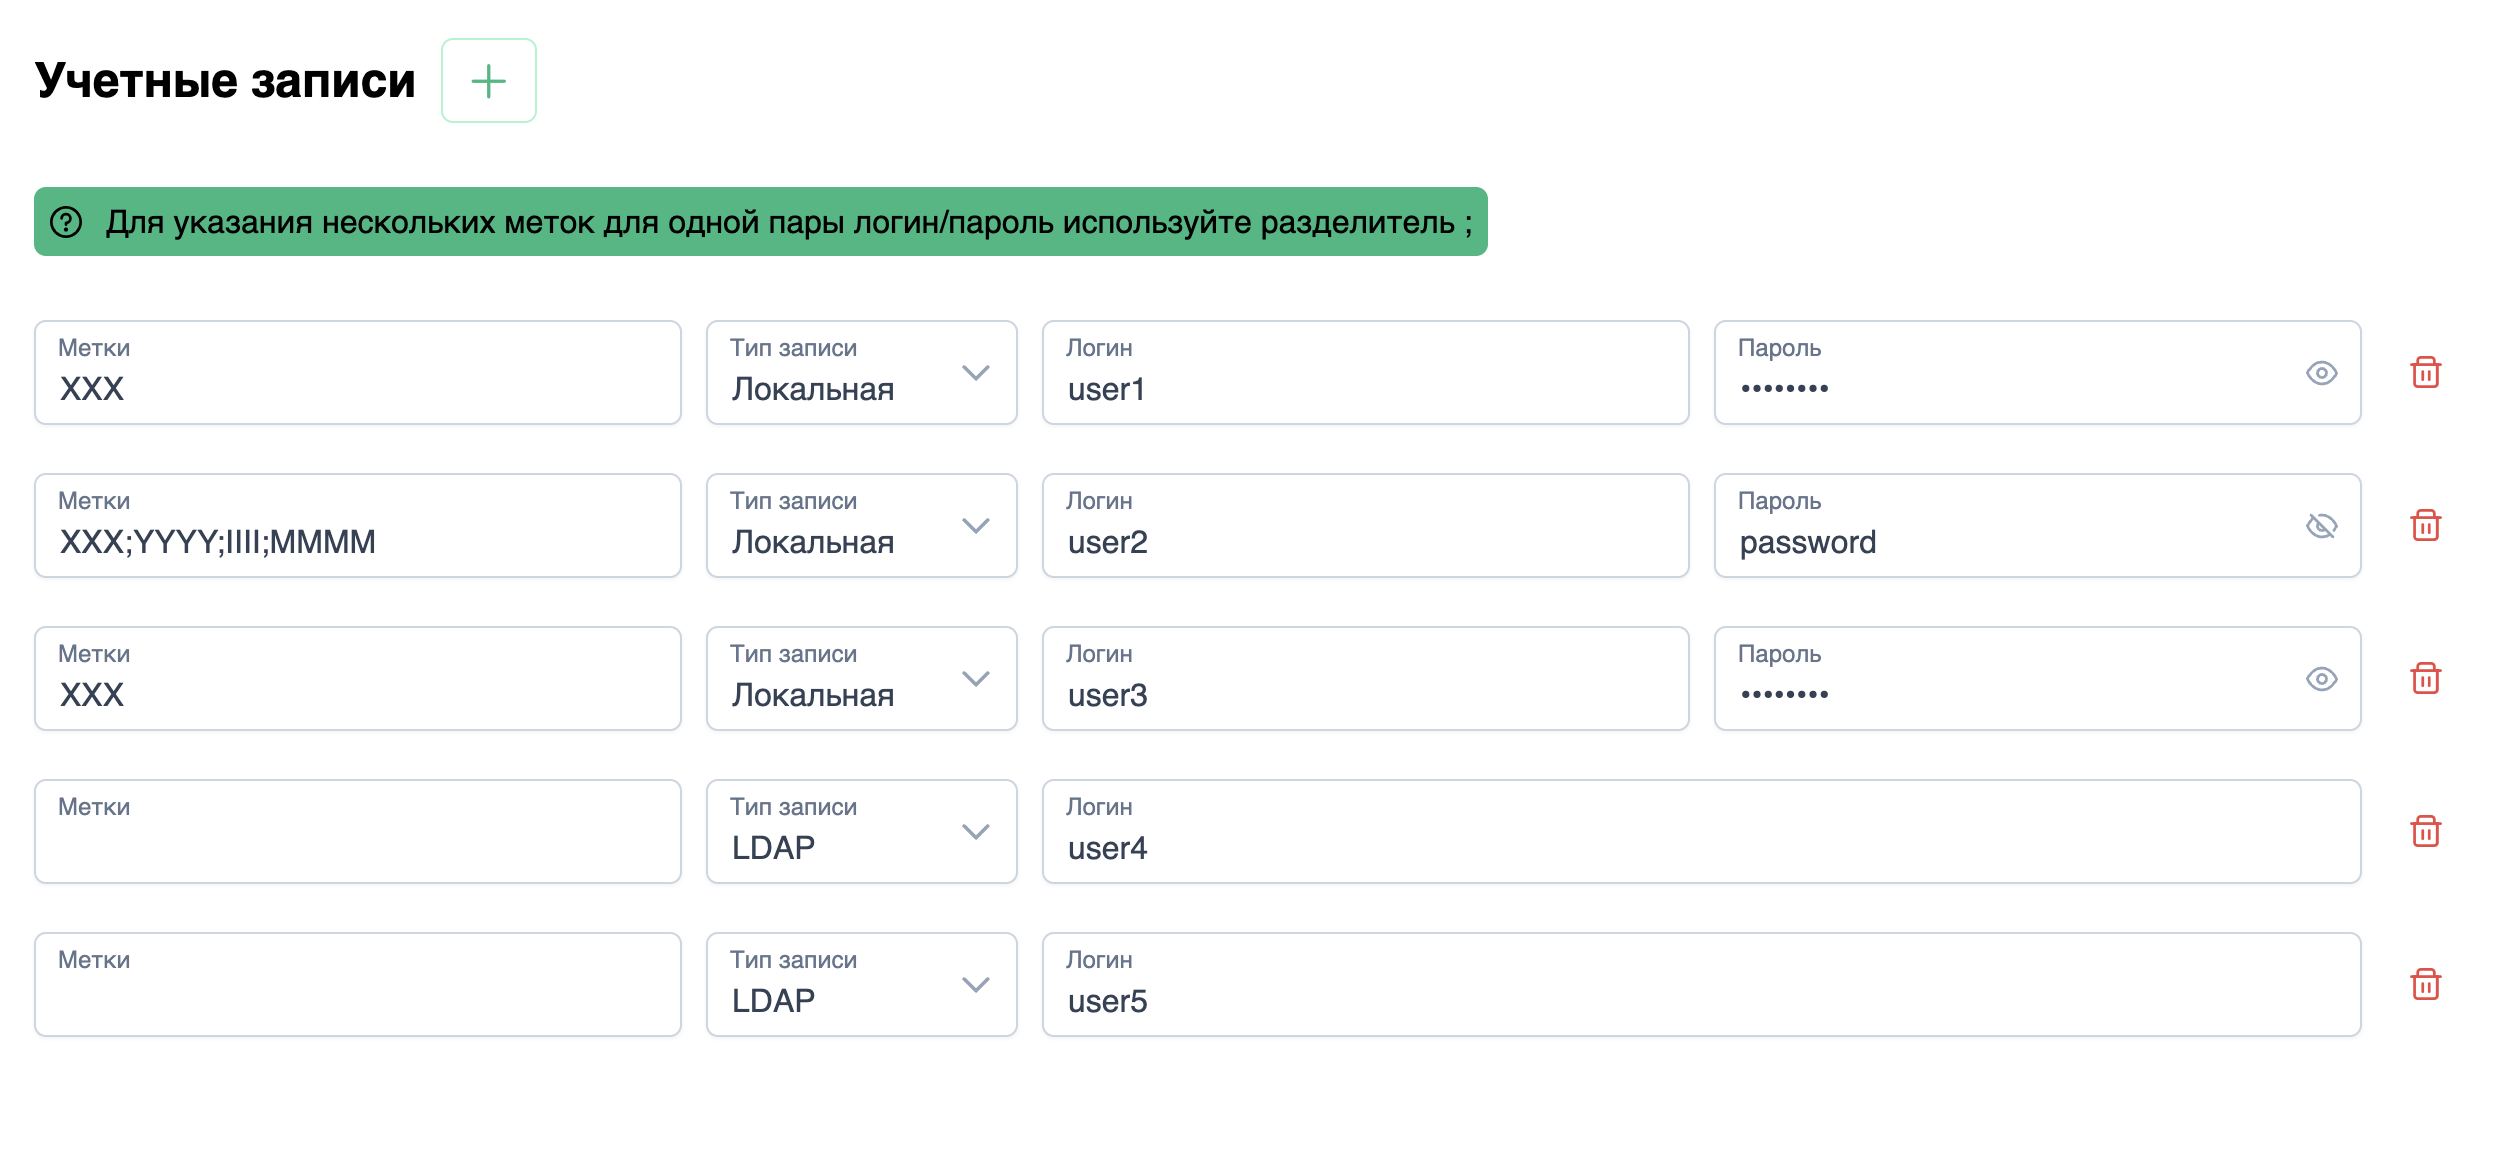 Учетные записи
Для указания нескольких меток для одной пары логин/пароль используйте разделитель ;
Метки Тип записи Логин Пароль
XXX Локальная user1 ••••••••
Метки Тип записи Логин Пароль
XXX;YYYY;IIII;MMMM Локальная user2 password
Метки Тип записи Логин Пароль
XXX Локальная user3 ••••••••
Метки Тип записи Логин
LDAP user4
Метки Тип записи Логин
LDAP user5